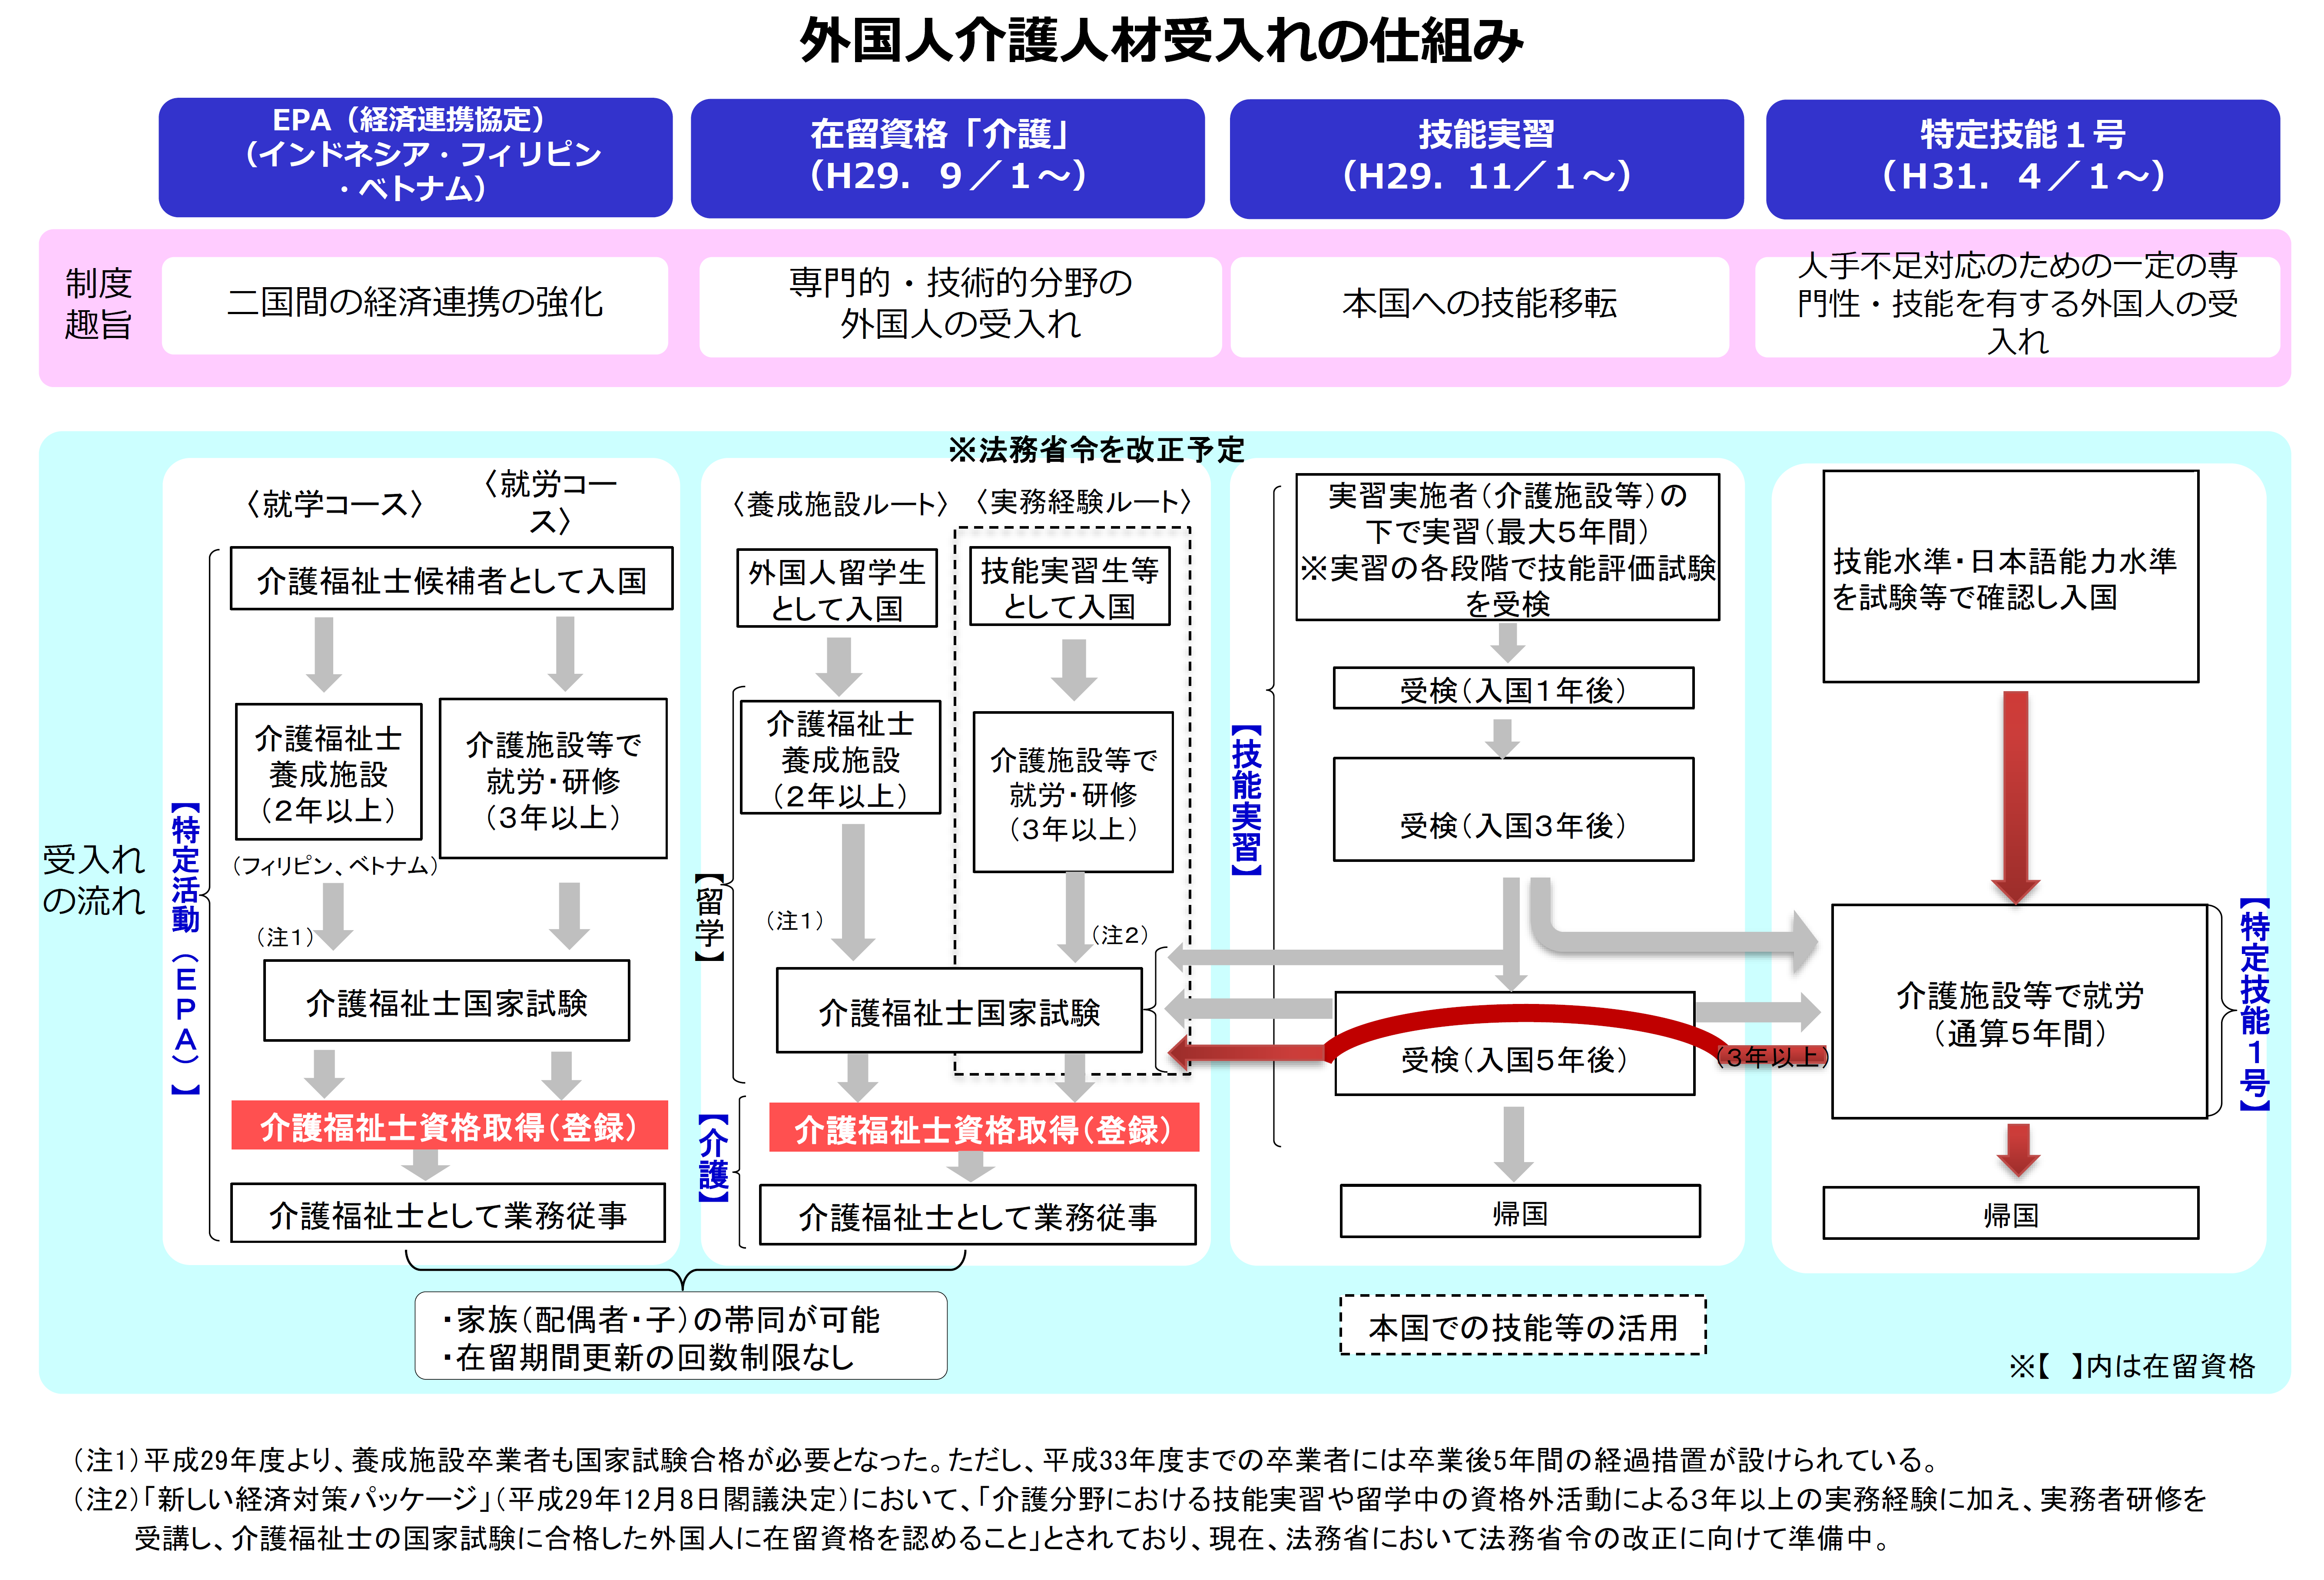 外国人介護人材受入れの仕組み
EPA（経済連携協定）
（インドネシア・フィリピン
・ベトナム）
在留資格「介護」
（H29．９／１～）
技能実習
（H29．11／１～）
特定技能１号
（H31．４／１～）
制度
趣旨
二国間の経済連携の強化
専門的・技術的分野の
外国人の受入れ
本国への技能移転
人手不足対応のための一定の専
門性・技能を有する外国人の受
入れ
受入れ
の流れ
※法務省令を改正予定
〈就学コース〉
〈就労コー
ス〉
【特定活動（ＥＰＡ）】
介護福祉士候補者として入国
介護福祉士
養成施設
（２年以上）
（フィリピン、ベトナム）
介護施設等で
就労・研修
（３年以上）
（注１）
介護福祉士国家試験
介護福祉士資格取得（登録）
介護福祉士として業務従事
〈養成施設ルート〉
〈実務経験ルート〉
外国人留学生
として入国
技能実習生等
として入国
【留学】
介護福祉士
養成施設
（２年以上）
介護施設等で
就労・研修
（３年以上）
（注１）
（注２）
介護福祉士国家試験
【介護】
介護福祉士資格取得（登録）
介護福祉士として業務従事
・家族（配偶者・子）の帯同が可能
・在留期間更新の回数制限なし
【技能実習】
実習実施者（介護施設等）の
下で実習（最大５年間）
※実習の各段階で技能評価試験
を受検
受検（入国１年後）
受検（入国３年後）
受検（入国５年後）
帰国
本国での技能等の活用
技能水準・日本語能力水準
を試験等で確認し入国
（３年以上）
介護施設等で就労
（通算５年間）
【特定技能１号】
帰国
※【　】内は在留資格
（注１）平成29年度より、養成施設卒業者も国家試験合格が必要となった。ただし、平成33年度までの卒業者には卒業後5年間の経過措置が設けられている。
（注２）「新しい経済対策パッケージ」（平成29年12月８日閣議決定）において、「介護分野における技能実習や留学中の資格外活動による３年以上の実務経験に加え、実務者研修を
受講し、介護福祉士の国家試験に合格した外国人に在留資格を認めること」とされており、現在、法務省において法務省令の改正に向けて準備中。